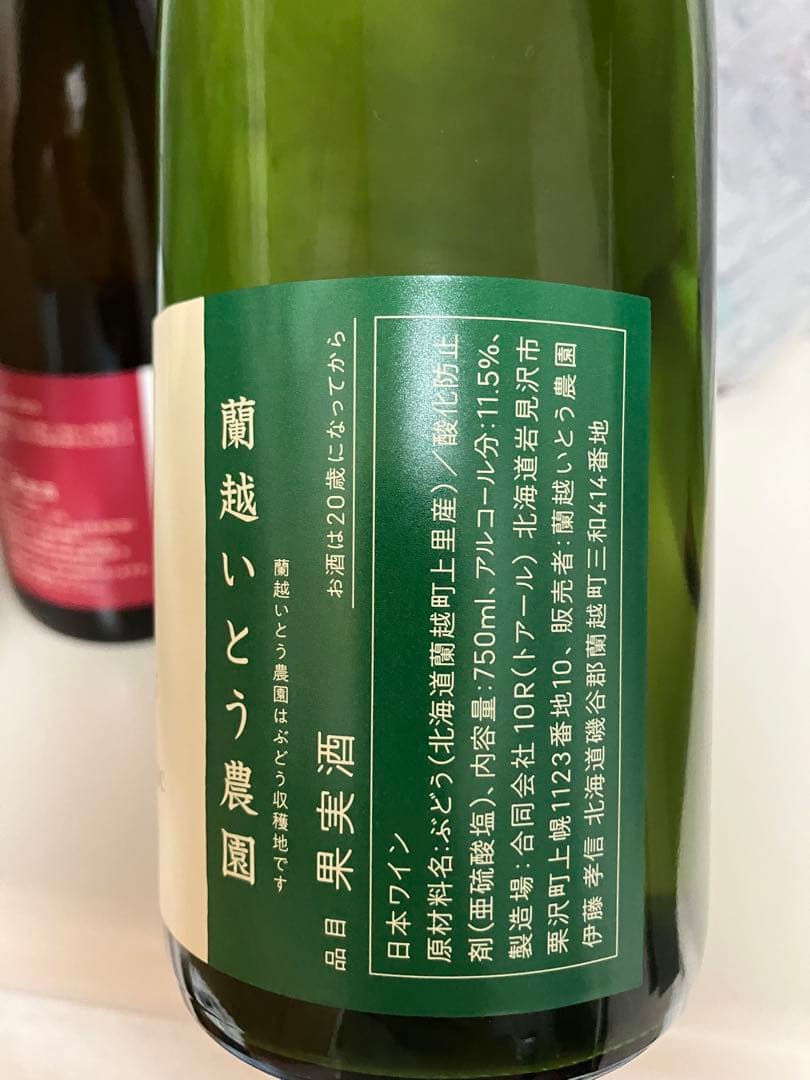 蘭越いとう農園
蘭越いとう農園はぶどう収穫地です
品目 果実酒
お酒は20歳になってから
日本ワイン
原材料名:ぶどう(北海道蘭越町上里産)/酸化防止
剤(亜硫酸塩)、内容量:750ml、アルコール分:11.5%、
製造場:合同会社10R(トアール) 北海道岩見沢市
栗沢町上幌1123番地10、販売者:蘭越いとう農園
伊藤孝信 北海道磯谷郡蘭越町三和414番地